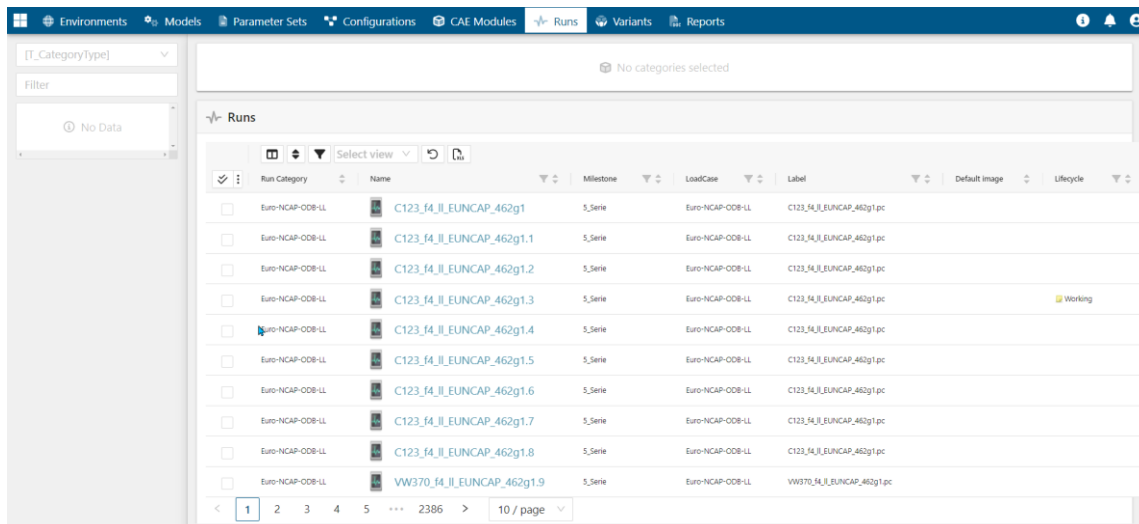 Environments Models Parameter Sets Configurations CAE Modules Runs Variants Reports
[T_CategoryType]
Filter
No Data
No categories selected
Runs
Select view
Run Category Name Milestone LoadCase Label Default image Lifecycle
Euro-NCAP-ODB-LL C123_f4_ll_EUNCAP_462g1 5_Serie Euro-NCAP-ODB-LL C123_f4_ll_EUNCAP_462g1.pc
Euro-NCAP-ODB-LL C123_f4_ll_EUNCAP_462g1.1 5_Serie Euro-NCAP-ODB-LL C123_f4_ll_EUNCAP_462g1.pc
Euro-NCAP-ODB-LL C123_f4_ll_EUNCAP_462g1.2 5_Serie Euro-NCAP-ODB-LL C123_f4_ll_EUNCAP_462g1.pc
Euro-NCAP-ODB-LL C123_f4_ll_EUNCAP_462g1.3 5_Serie Euro-NCAP-ODB-LL C123_f4_ll_EUNCAP_462g1.pc Working
Euro-NCAP-ODB-LL C123_f4_ll_EUNCAP_462g1.4 5_Serie Euro-NCAP-ODB-LL C123_f4_ll_EUNCAP_462g1.pc
Euro-NCAP-ODB-LL C123_f4_ll_EUNCAP_462g1.5 5_Serie Euro-NCAP-ODB-LL C123_f4_ll_EUNCAP_462g1.pc
Euro-NCAP-ODB-LL C123_f4_ll_EUNCAP_462g1.6 5_Serie Euro-NCAP-ODB-LL C123_f4_ll_EUNCAP_462g1.pc
Euro-NCAP-ODB-LL C123_f4_ll_EUNCAP_462g1.7 5_Serie Euro-NCAP-ODB-LL C123_f4_ll_EUNCAP_462g1.pc
Euro-NCAP-ODB-LL C123_f4_ll_EUNCAP_462g1.8 5_Serie Euro-NCAP-ODB-LL C123_f4_ll_EUNCAP_462g1.pc
Euro-NCAP-ODB-LL VW370_f4_ll_EUNCAP_462g1.9 5_Serie Euro-NCAP-ODB-LL VW370_f4_ll_EUNCAP_462g1.pc
< 1 2 3 4 5 ••• 2386 > 10 / page